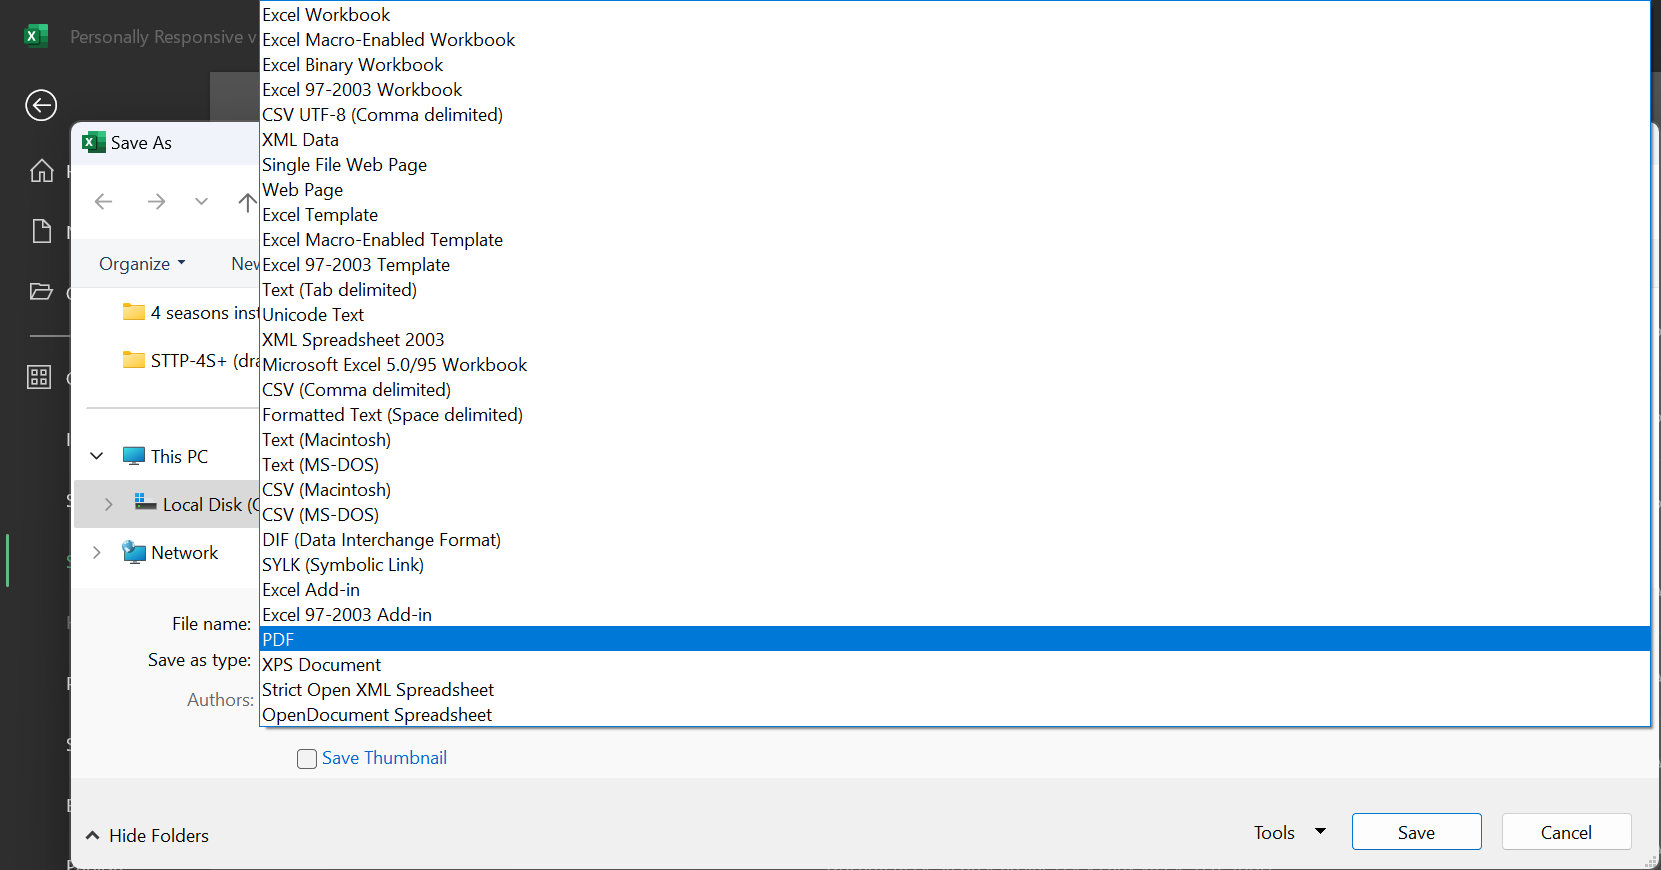 Personally Responsive v
Save As
Organize
New
4 seasons inst
STTP-4S+ (dra
This PC
Local Disk (C
Network
Excel Workbook
Excel Macro-Enabled Workbook
Excel Binary Workbook
Excel 97-2003 Workbook
CSV UTF-8 (Comma delimited)
XML Data
Single File Web Page
Web Page
Excel Template
Excel Macro-Enabled Template
Excel 97-2003 Template
Text (Tab delimited)
Unicode Text
XML Spreadsheet 2003
Microsoft Excel 5.0/95 Workbook
CSV (Comma delimited)
Formatted Text (Space delimited)
Text (Macintosh)
Text (MS-DOS)
CSV (Macintosh)
CSV (MS-DOS)
DIF (Data Interchange Format)
SYLK (Symbolic Link)
Excel Add-in
Excel 97-2003 Add-in
PDF
XPS Document
Strict Open XML Spreadsheet
OpenDocument Spreadsheet
File name:
Save as type:
Authors:
Save Thumbnail
Hide Folders
Tools
Save
Cancel